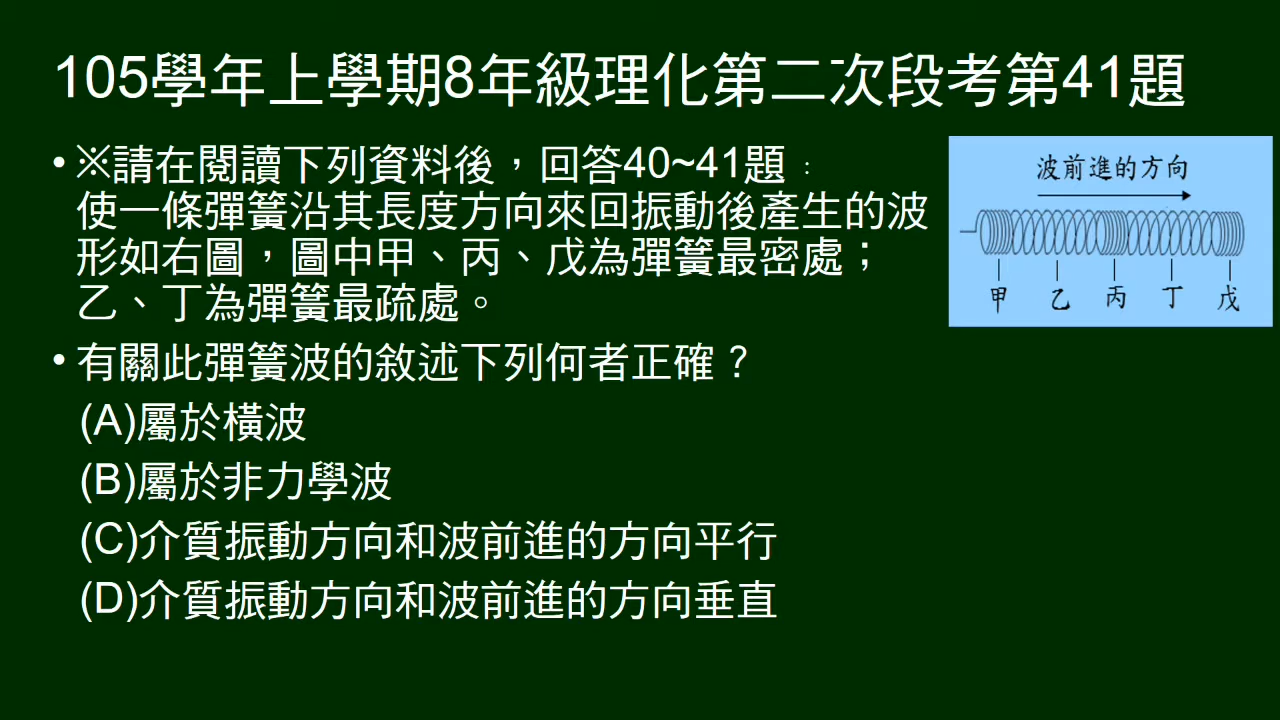 105學年上學期8年級理化第二次段考第41題
•※請在閱讀下列資料後，回答40~41題：
使一條彈簧沿其長度方向來回振動後產生的波
形如右圖，圖中甲、丙、戊為彈簧最密處；
乙、丁為彈簧最疏處。
•有關此彈簧波的敘述下列何者正確？
(A)屬於橫波
(B)屬於非力學波
(C)介質振動方向和波前進的方向平行
(D)介質振動方向和波前進的方向垂直
波前進的方向
甲 乙 丙 丁 戊